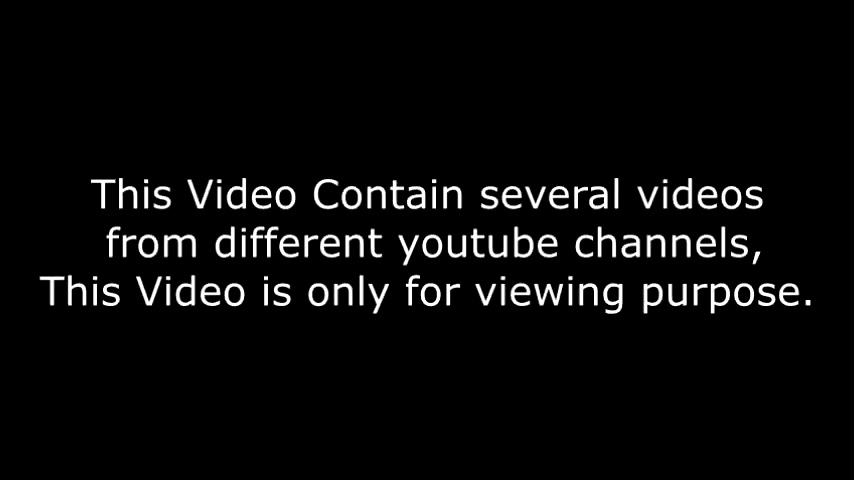 This Video Contain several videos
from different youtube channels,
This Video is only for viewing purpose.